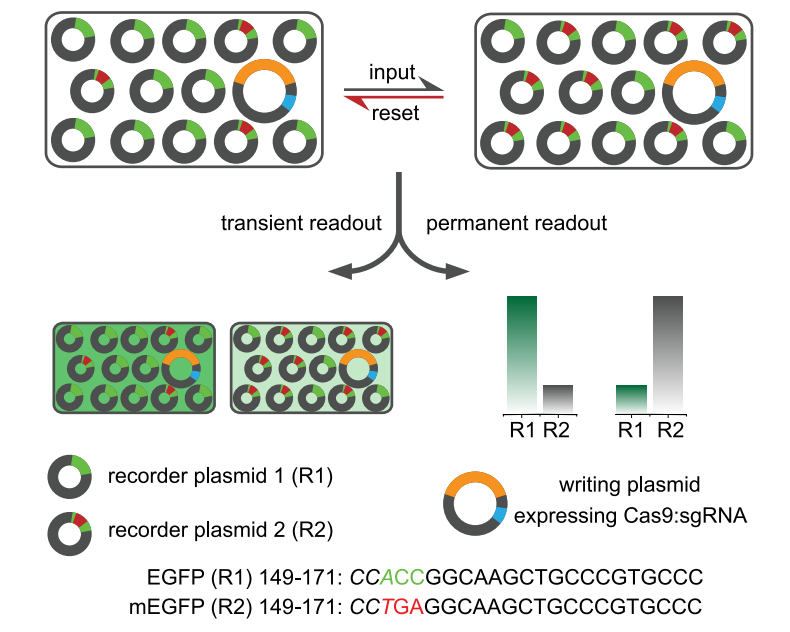 input
reset
transient readout
permanent readout
R1 R2
R1 R2
recorder plasmid 1 (R1)
recorder plasmid 2 (R2)
writing plasmid
expressing Cas9:sgRNA
EGFP (R1) 149-171: CCACCGGCAAGCTGCCCGTGCCC
mEGFP (R2) 149-171: CCTGAGGCAAGCTGCCCGTGCCC